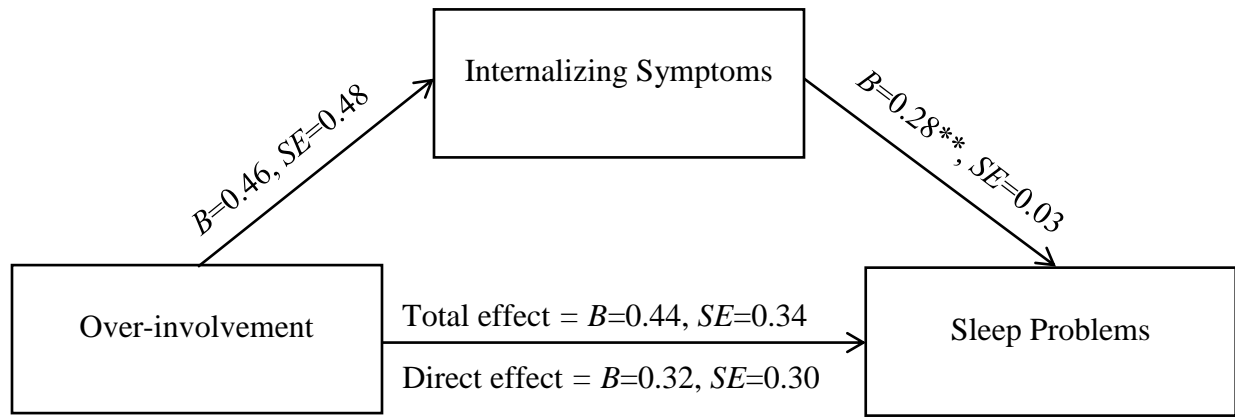 Internalizing Symptoms
B=0.46, SE=0.48
B=0.28**, SE=0.03
Over-involvement
Total effect = B=0.44, SE=0.34
Direct effect = B=0.32, SE=0.30
Sleep Problems